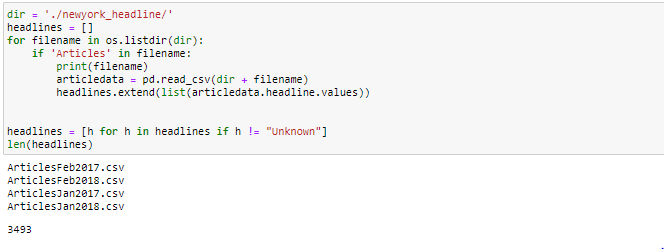 dir = './newyork_headline/'
headlines = []
for filename in os.listdir(dir):
    if 'Articles' in filename:
        print(filename)
        articledata = pd.read_csv(dir + filename)
        headlines.extend(list(articledata.headline.values))
headlines = [h for h in headlines if h != "Unknown"]
len(headlines)
ArticlesFeb2017.csv
ArticlesFeb2018.csv
ArticlesJan2017.csv
ArticlesJan2018.csv
3493